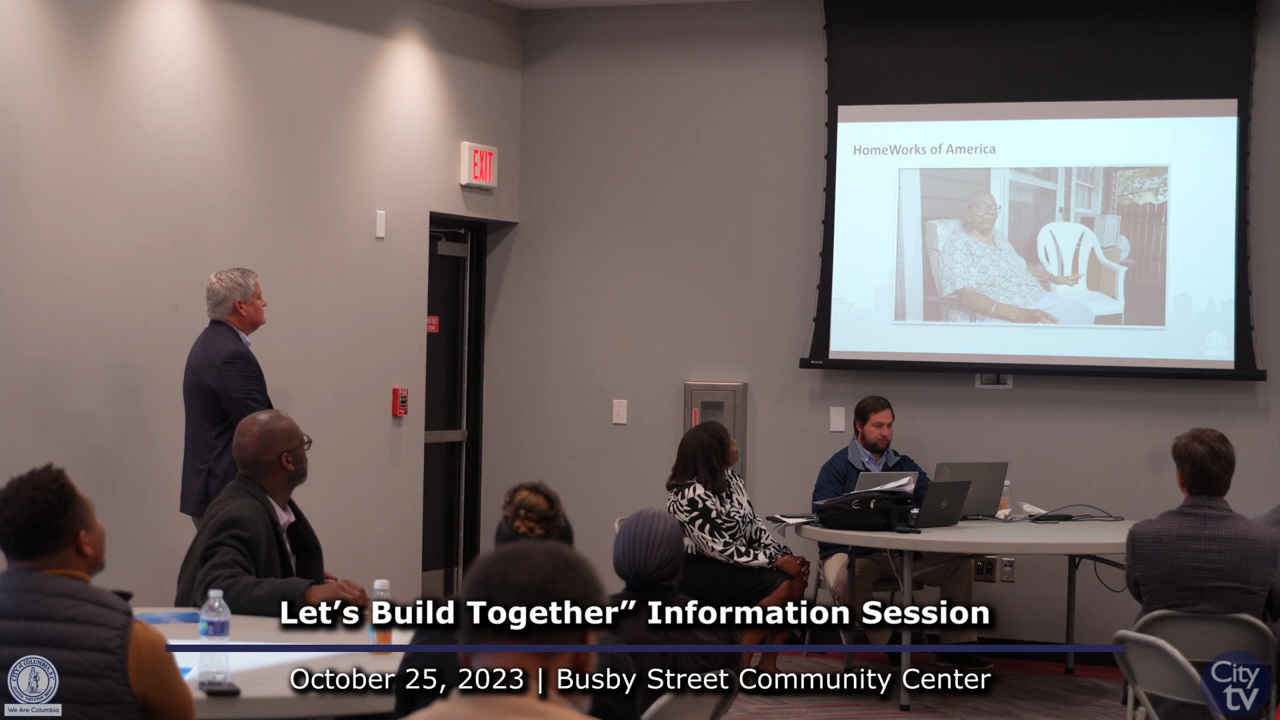 HomeWorks of America
EXIT
Let’s Build Together” Information Session
October 25, 2023 | Busby Street Community Center
We Are Columbia
City
tv